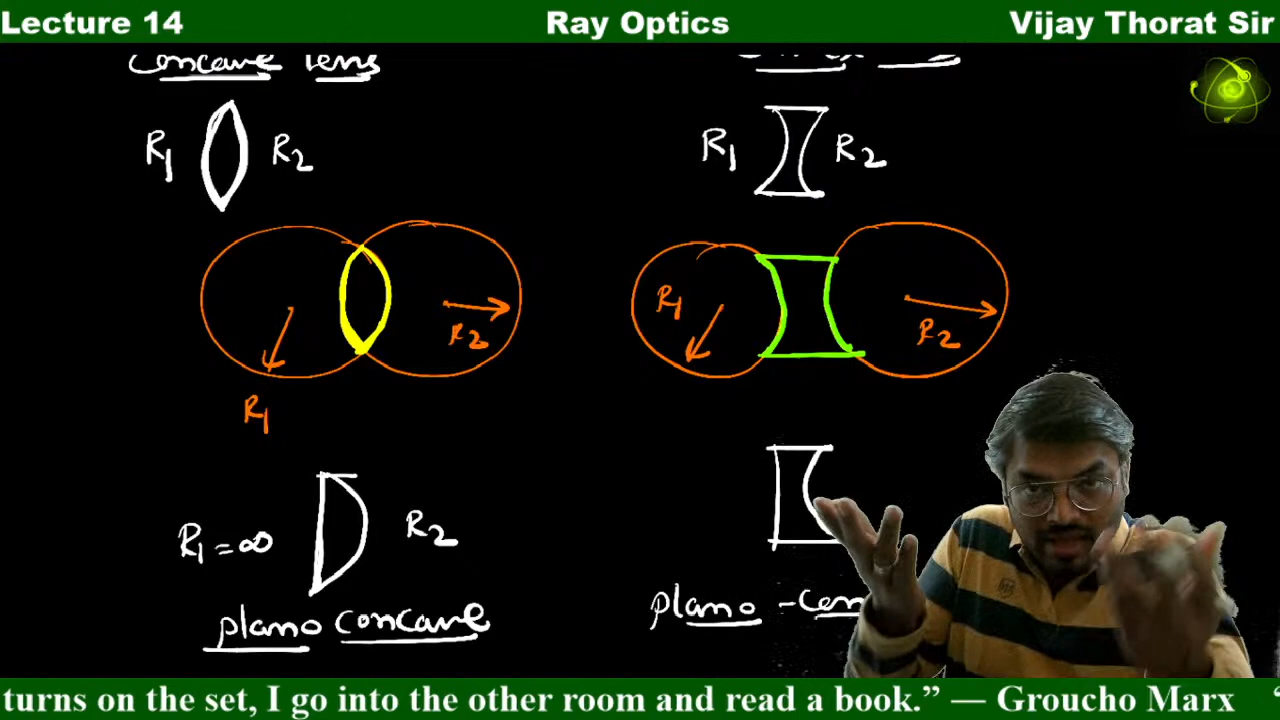 Lecture 14 Ray Optics Vijay Thorat Sir
concave lens
R1 R2
R1 R2
R2
R1
R1
R2
R1 = ∞ R2
plano concave
plano -con
turns on the set, I go into the other room and read a book.” — Groucho Marx